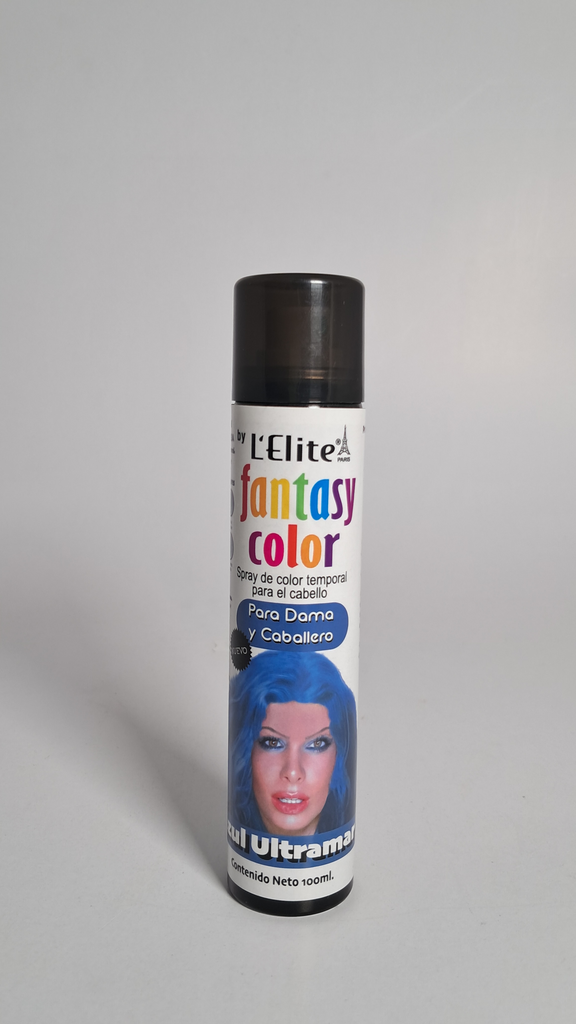 by L'Elite®
PARIS
fantasy
color
Spray de color temporal
para el cabello
Para Dama
y Caballero
NUEVO
zul Ultramar
Contenido Neto 100ml.